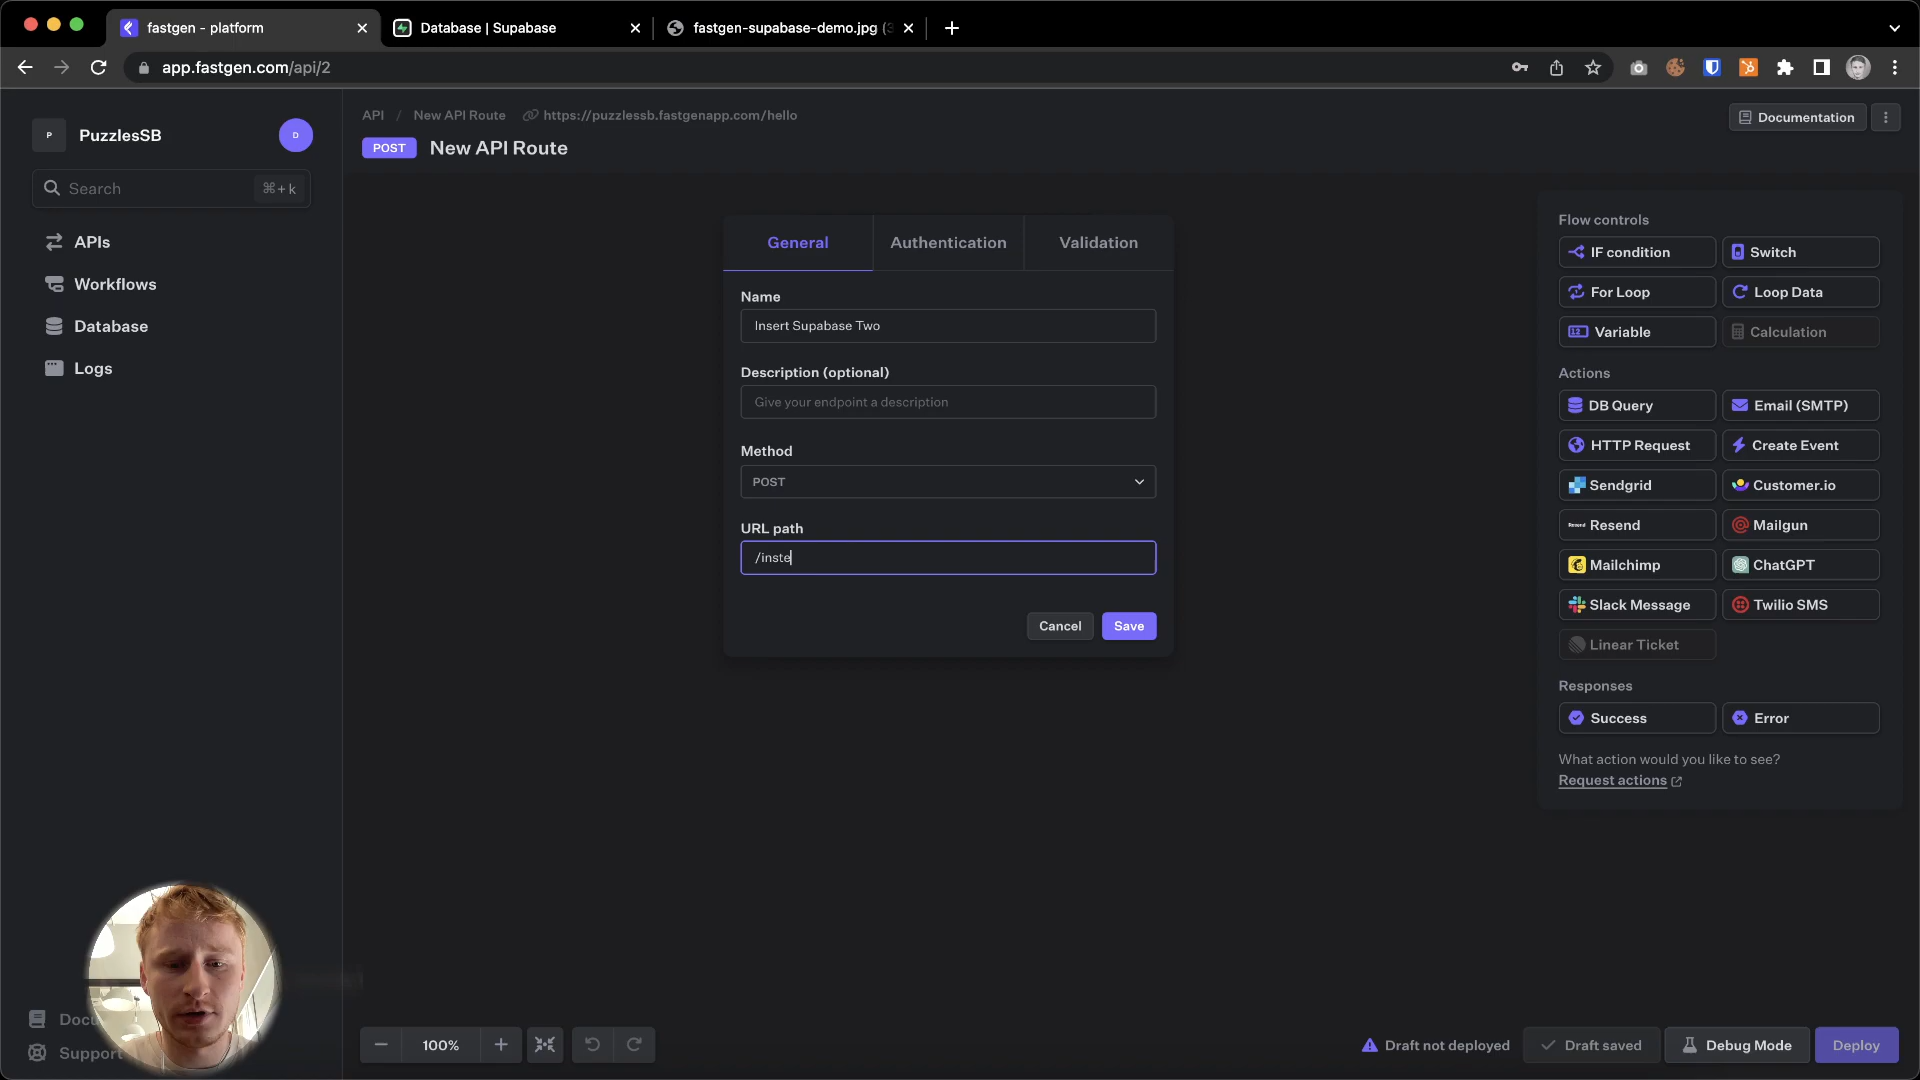 fastgen - platform
Database | Supabase
fastgen-supabase-demo.jpg (3
app.fastgen.com/api/2
P
PuzzlesSB
D
Search
⌘+k
APIs
Workflows
Database
Logs
API / New API Route
https://puzzlessb.fastgenapp.com/hello
POST
New API Route
Documentation
General
Authentication
Validation
Name
Insert Supabase Two
Description (optional)
Give your endpoint a description
Method
POST
URL path
/inste
Cancel
Save
Flow controls
IF condition
Switch
For Loop
Loop Data
Variable
Calculation
Actions
DB Query
Email (SMTP)
HTTP Request
Create Event
Sendgrid
Customer.io
Resend
Mailgun
Mailchimp
ChatGPT
Slack Message
Twilio SMS
Linear Ticket
Responses
Success
Error
What action would you like to see?
Request actions
Docu
Support
100%
Draft not deployed
Draft saved
Debug Mode
Deploy